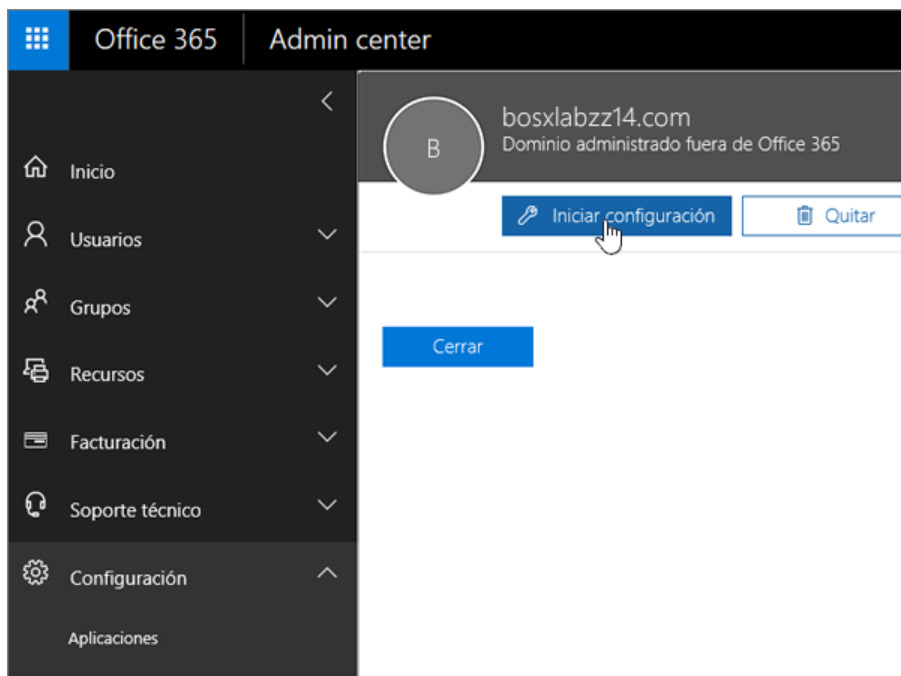 Office 365
Admin center
bosxlabzz14.com
B
Dominio administrado fuera de Office 365
Inicio
Iniciar configuración
Quitar
Usuarios
Grupos
Cerrar
Recursos
Facturación
Soporte técnico
Configuración
Aplicaciones